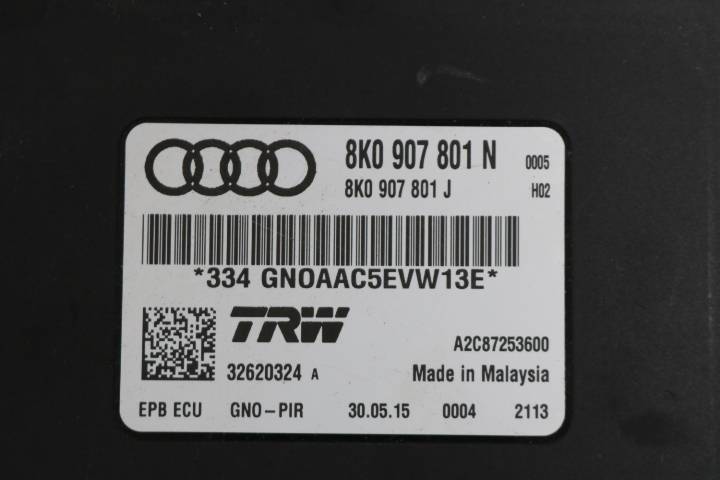 8K0 907 801 N 0005
8K0 907 801 J H02
*334 GNOAAC5EVW13E*
TRW
A2C87253600
32620324 A Made in Malaysia
EPB ECU GNO-PIR 30.05.15 0004 2113